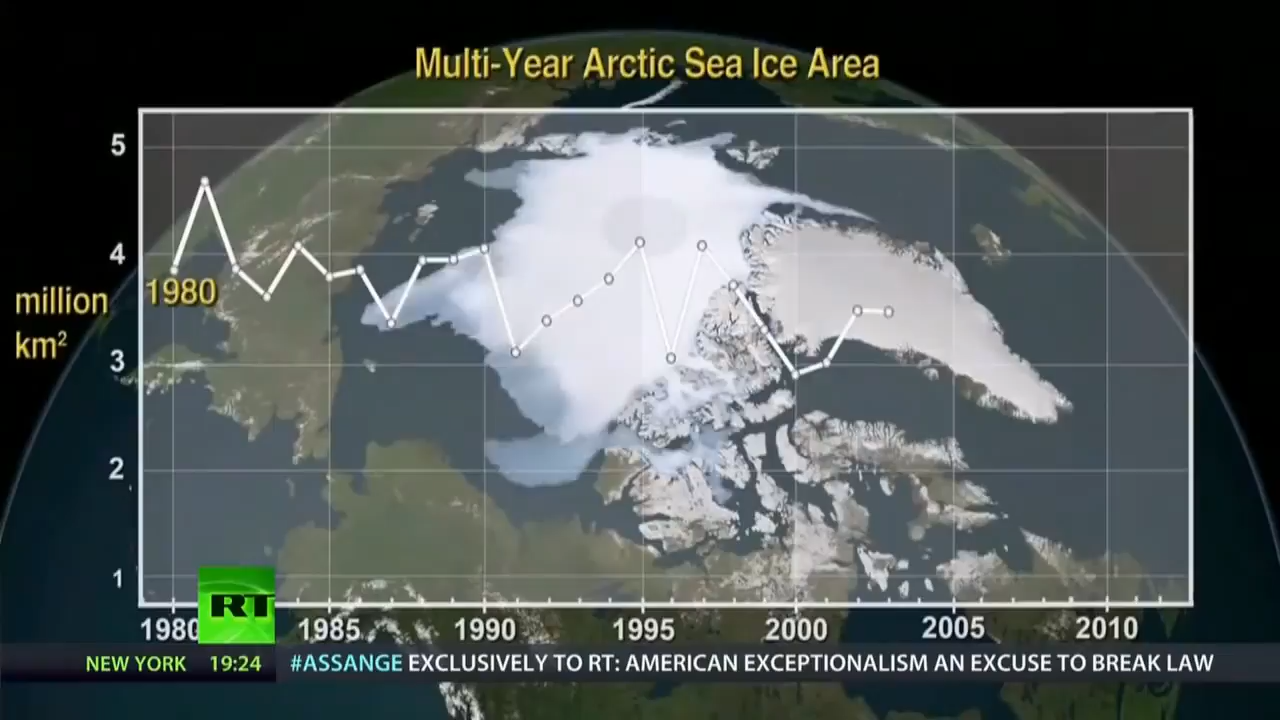 Multi-Year Arctic Sea Ice Area
5
4
million
km²
1980
3
2
1
1980 1985 1990 1995 2000 2005 2010
RT
NEW YORK 19:24 #ASSANGE EXCLUSIVELY TO RT: AMERICAN EXCEPTIONALISM AN EXCUSE TO BREAK LAW